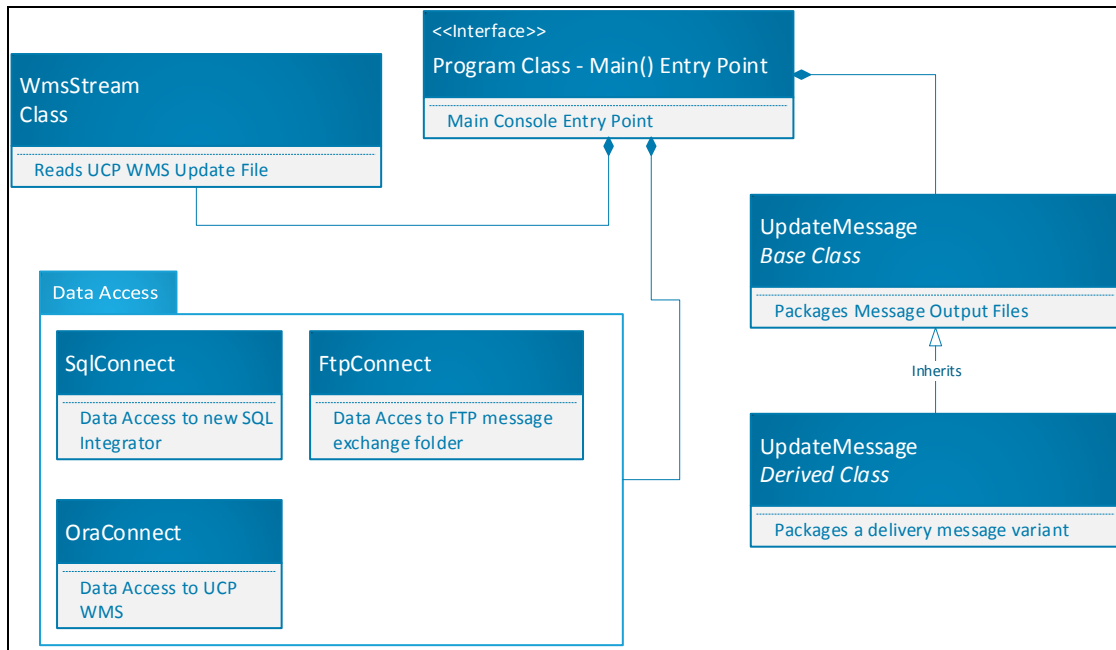 <<Interface>>
Program Class - Main() Entry Point
Main Console Entry Point
WmsStream
Class
Reads UCP WMS Update File
UpdateMessage
Base Class
Packages Message Output Files
Inherits
UpdateMessage
Derived Class
Packages a delivery message variant
Data Access
SqlConnect
Data Access to new SQL
Integrator
FtpConnect
Data Acces to FTP message
exchange folder
OraConnect
Data Access to UCP
WMS